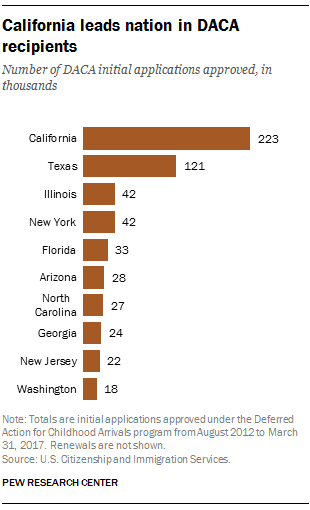 California leads nation in DACA
recipients
Number of DACA initial applications approved, in
thousands
California 223
Texas 121
Illinois 42
New York 42
Florida 33
Arizona 28
North
Carolina 27
Georgia 24
New Jersey 22
Washington 18
Note: Totals are initial applications approved under the Deferred
Action for Childhood Arrivals program from August 2012 to March
31, 2017. Renewals are not shown.
Source: U.S. Citizenship and Immigration Services.
PEW RESEARCH CENTER